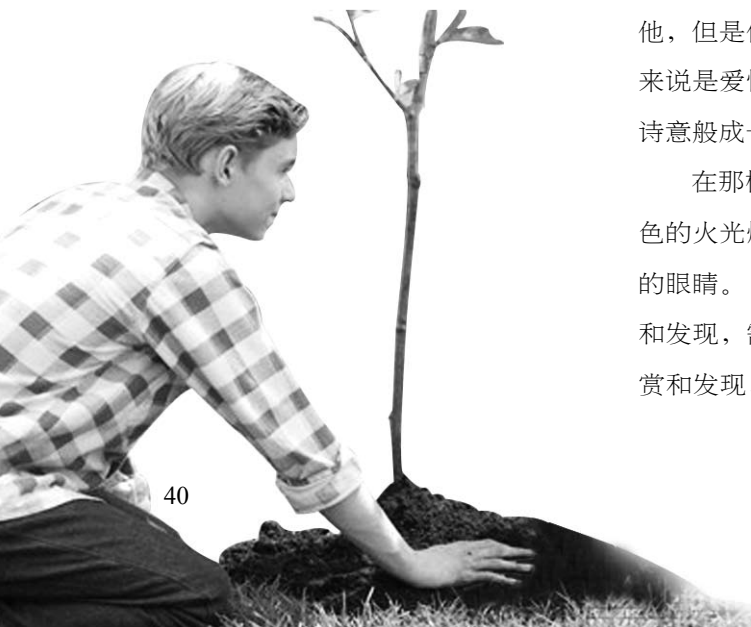 他，但是
来说是爱
诗意般成
在那
色的火光
的眼睛。
和发现，
赏和发现
40